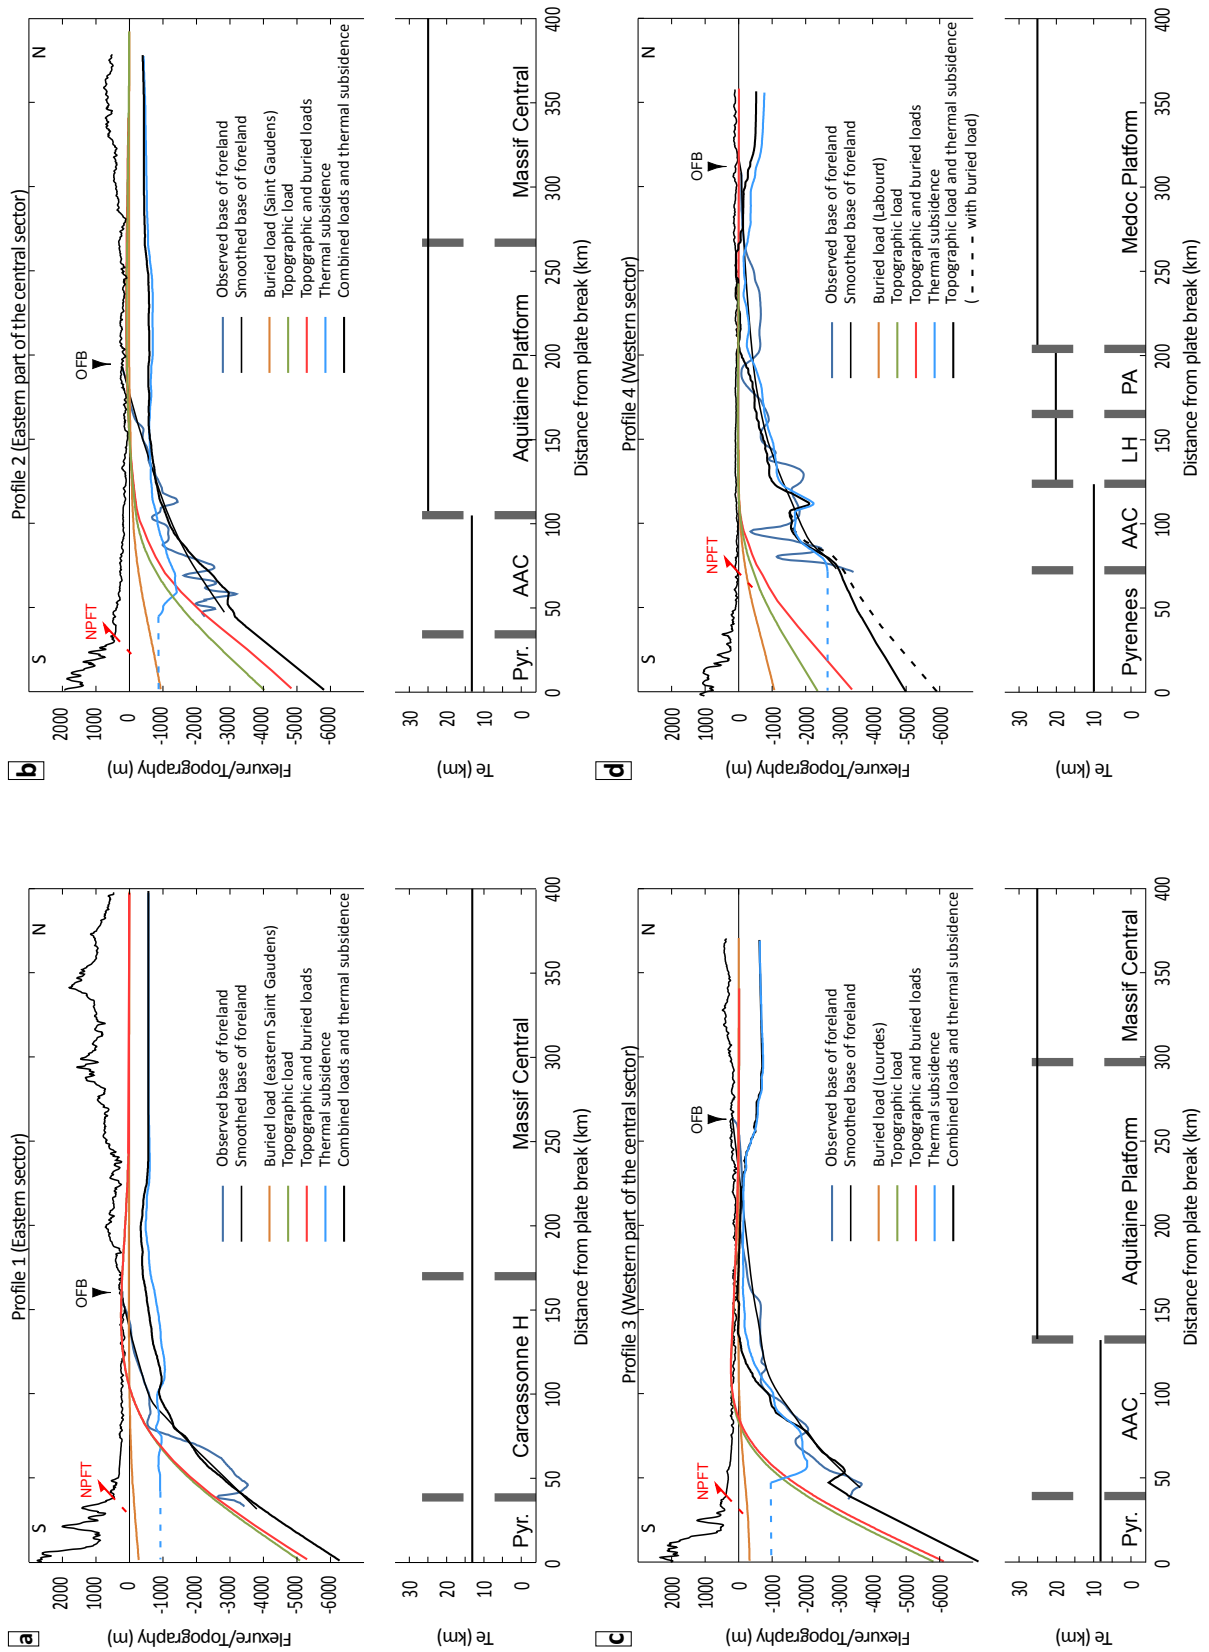 a
Profile 1 (Eastern sector)
S
N
NPFT
OFB
2000
1000
0
-1000
-2000
-3000
-4000
-5000
-6000
Flexure/Topography (m)
Observed base of foreland
Smoothed base of foreland
Buried load (eastern Saint Gaudens)
Topographic load
Topographic and buried loads
Thermal subsidence
Combined loads and thermal subsidence
30
20
10
0
Te (km)
Pyr.
Carcassonne H
Massif Central
0 50 100 150 200 250 300 350 400
Distance from plate break (km)
b
Profile 2 (Eastern part of the central sector)
S
N
NPFT
OFB
2000
1000
0
-1000
-2000
-3000
-4000
-5000
-6000
Flexure/Topography (m)
Observed base of foreland
Smoothed base of foreland
Buried load (Saint Gaudens)
Topographic load
Topographic and buried loads
Thermal subsidence
Combined loads and thermal subsidence
30
20
10
0
Te (km)
Pyr.
AAC
Aquitaine Platform
Massif Central
0 50 100 150 200 250 300 350 400
Distance from plate break (km)
c
Profile 3 (Western part of the central sector)
S
N
NPFT
OFB
2000
1000
0
-1000
-2000
-3000
-4000
-5000
-6000
Flexure/Topography (m)
Observed base of foreland
Smoothed base of foreland
Buried load (Lourdes)
Topographic load
Topographic and buried loads
Thermal subsidence
Combined loads and thermal subsidence
30
20
10
0
Te (km)
Pyr.
AAC
Aquitaine Platform
Massif Central
0 50 100 150 200 250 300 350 400
Distance from plate break (km)
d
Profile 4 (Western sector)
S
N
NPFT
OFB
2000
1000
0
-1000
-2000
-3000
-4000
-5000
-6000
Flexure/Topography (m)
Observed base of foreland
Smoothed base of foreland
Buried load (Labourd)
Topographic load
Topographic and buried loads
Thermal subsidence
Topographic load and thermal subsidence
( - - - - with buried load)
30
20
10
0
Te (km)
Pyrenees
AAC
LH
PA
Medoc Platform
0 50 100 150 200 250 300 350 400
Distance from plate break (km)